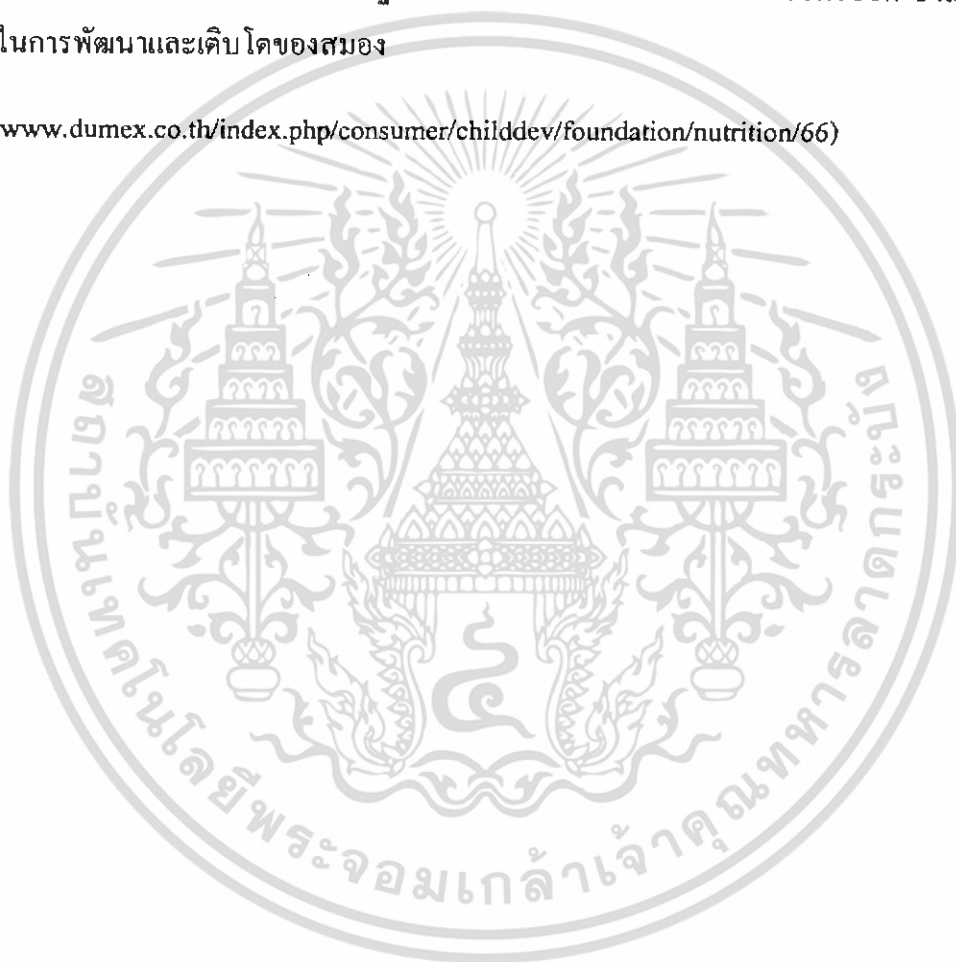 ในการพัฒนาและเติบโตของสมอง
www.dumex.co.th/index.php/consumer/childdev/foundation/nutrition/66)
สถาบันเทคโนโลยีพระจอมเกล้าเจ้าคุณทหารลาดกระบัง